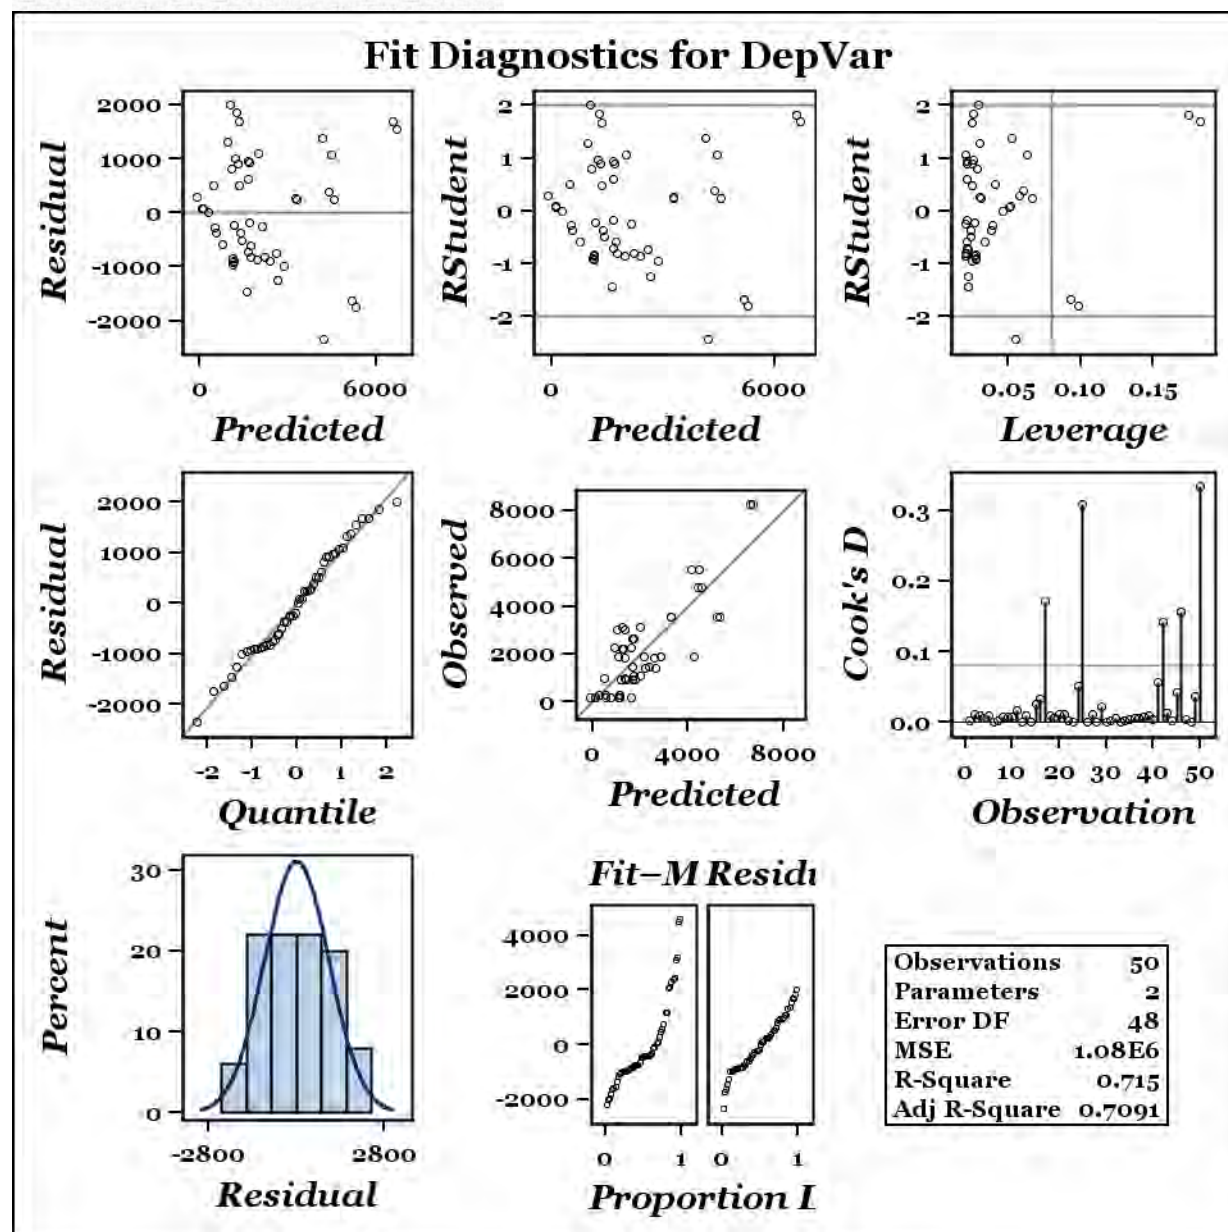 Fit Diagnostics for DepVar
Residual
2000
1000
0
-1000
-2000
0 6000
Predicted
RStudent
2
1
0
-1
-2
0 6000
Predicted
RStudent
2
1
0
-1
-2
0.05 0.10 0.15
Leverage
Residual
2000
1000
0
-1000
-2000
-2 -1 0 1 2
Quantile
Observed
8000
6000
4000
2000
0
0 4000 8000
Predicted
Cook's D
0.3
0.2
0.1
0.0
0 10 20 30 40 50
Observation
Percent
30
20
10
0
-2800 2800
Residual
Fit–M Residu
4000
2000
0
-2000
0 1 0 1
Proportion L
Observations 50
Parameters 2
Error DF 48
MSE 1.08E6
R-Square 0.715
Adj R-Square 0.7091